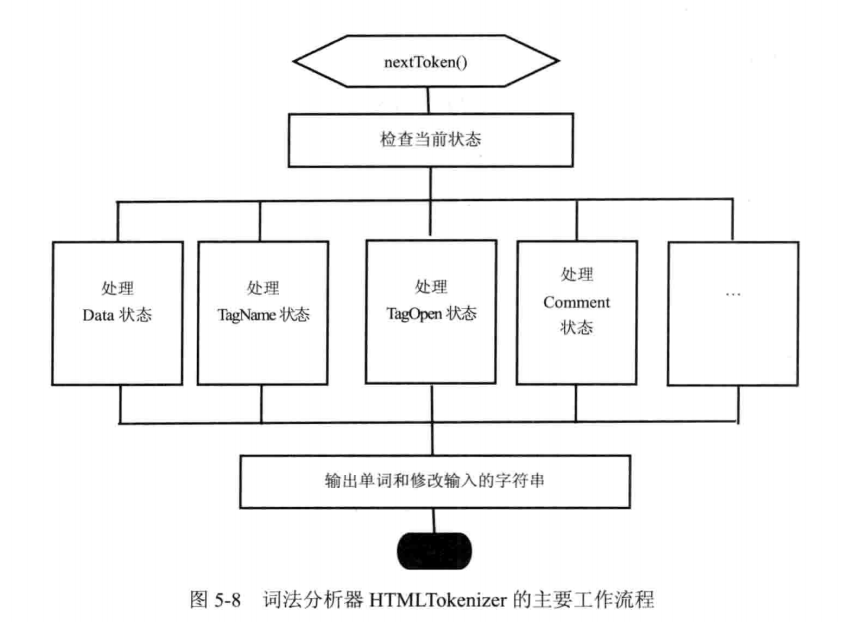 nextToken()
检查当前状态
处理
Data 状态
处理
TagName 状态
处理
TagOpen 状态
处理
Comment
状态
…
输出单词和修改输入的字符串
图 5-8 词法分析器 HTMLTokenizer 的主要工作流程